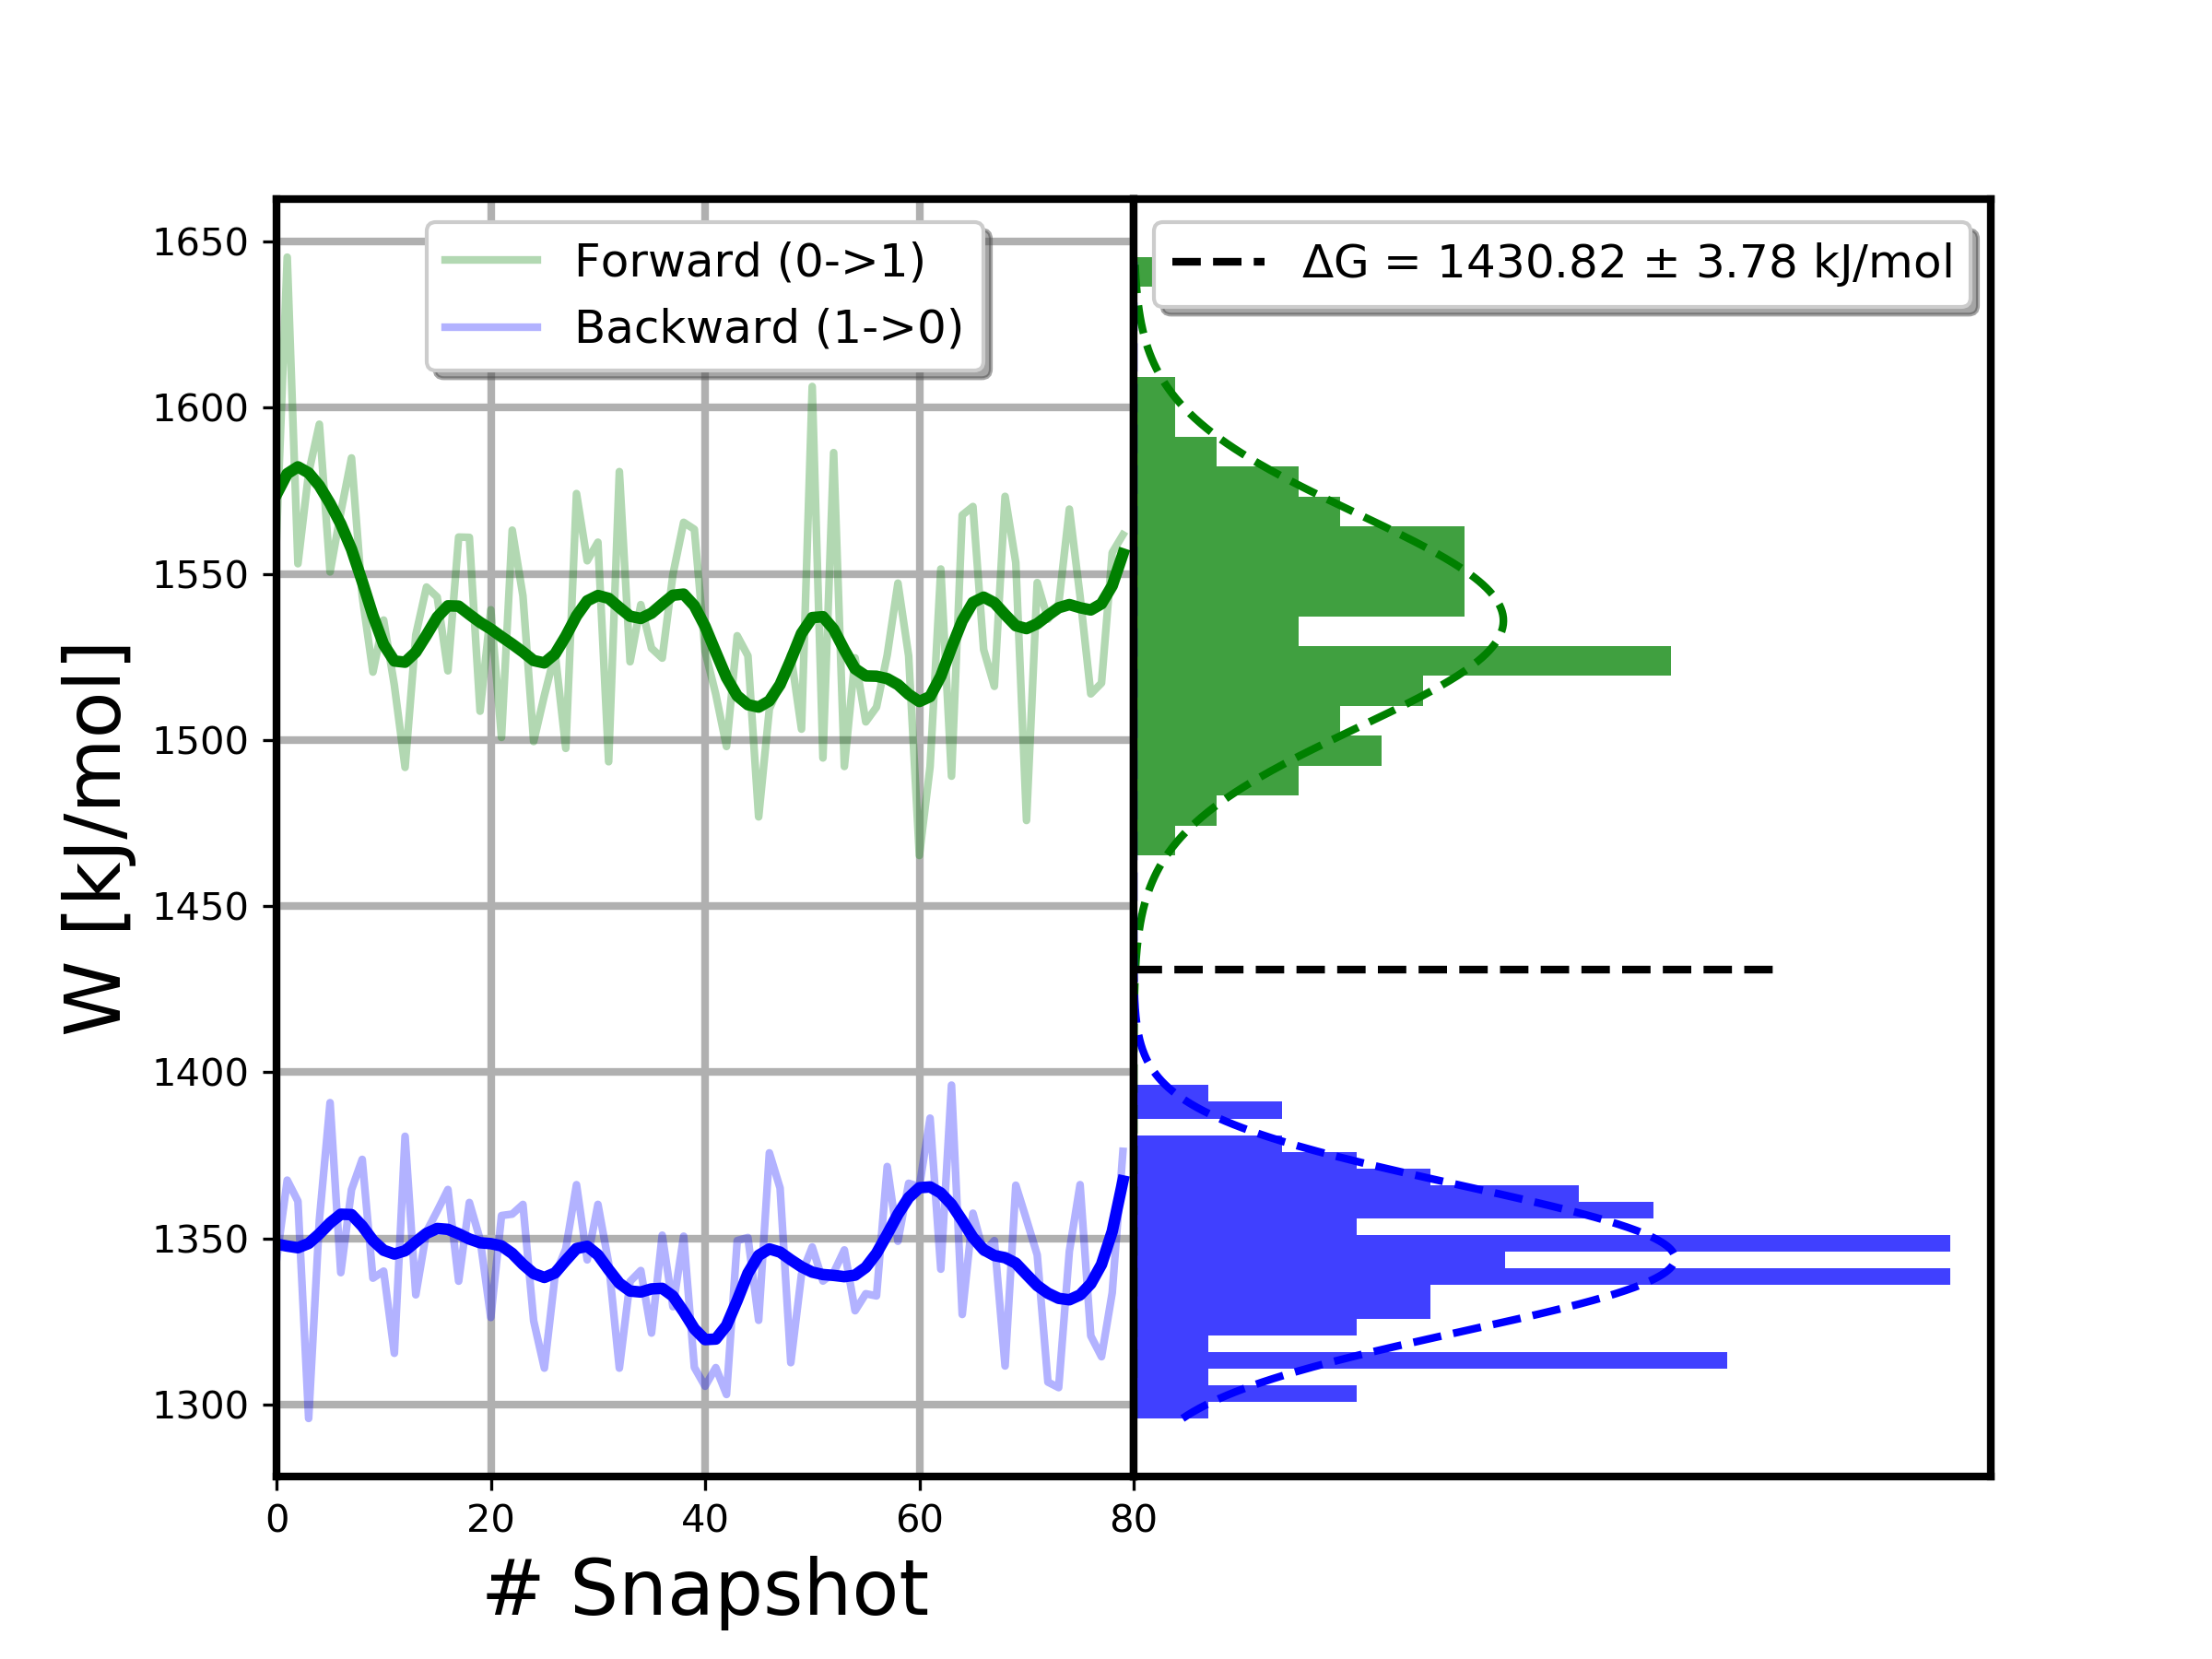 Forward (0->1)
Backward (1->0)
ΔG = 1430.82 ± 3.78 kJ/mol
W [kJ/mol]
1650
1600
1550
1500
1450
1400
1350
1300
0 20 40 60 80
# Snapshot